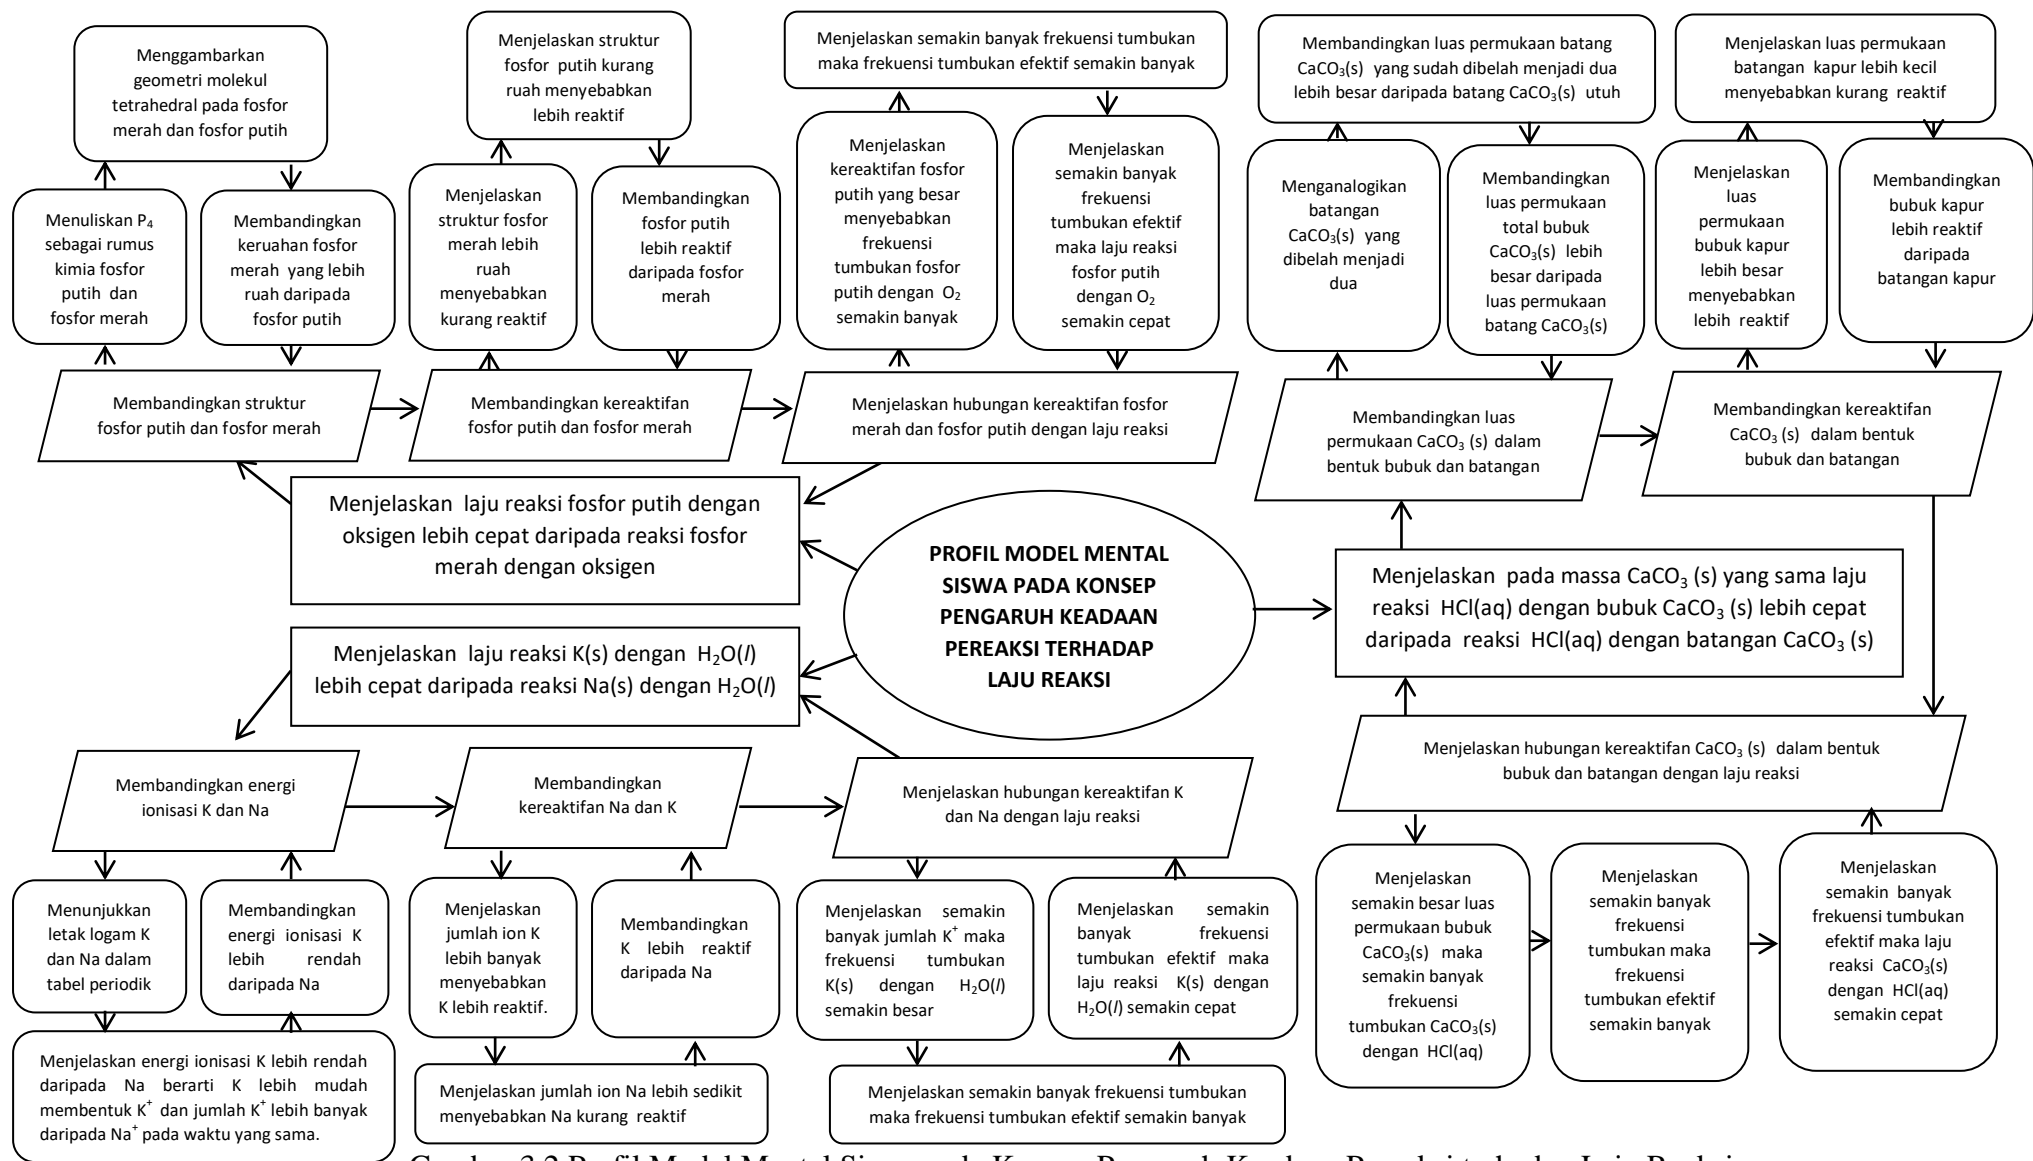 Menggambarkan
geometri molekul
tetrahedral pada fosfor
merah dan fosfor putih
Menjelaskan struktur
fosfor putih kurang
ruah menyebabkan
lebih reaktif
Menjelaskan semakin banyak frekuensi tumbukan
maka frekuensi tumbukan efektif semakin banyak
Membandingkan luas permukaan batang
CaCO₃(s) yang sudah dibelah menjadi dua
lebih besar daripada batang CaCO₃(s) utuh
Menjelaskan luas permukaan
batangan kapur lebih kecil
menyebabkan kurang reaktif
Menuliskan P₄
sebagai rumus
kimia fosfor
putih dan
fosfor merah
Membandingkan
keruahan fosfor
merah yang lebih
ruah daripada
fosfor putih
Menjelaskan
struktur fosfor
merah lebih
ruah
menyebabkan
kurang reaktif
Membandingkan
fosfor putih
lebih reaktif
daripada fosfor
merah
Menjelaskan
kereaktifan fosfor
putih yang besar
menyebabkan
frekuensi
tumbukan fosfor
putih dengan O₂
semakin banyak
Menjelaskan
semakin banyak
frekuensi
tumbukan efektif
maka laju reaksi
fosfor putih
dengan O₂
semakin cepat
Menganalogikan
batangan
CaCO₃(s) yang
dibelah menjadi
dua
Membandingkan
luas permukaan
total bubuk
CaCO₃(s) lebih
besar daripada
luas permukaan
batang CaCO₃(s)
Menjelaskan
luas
permukaan
bubuk kapur
lebih besar
menyebabkan
lebih reaktif
Membandingkan
bubuk kapur
lebih reaktif
daripada
batangan kapur
Membandingkan struktur
fosfor putih dan fosfor merah
Membandingkan kereaktifan
fosfor putih dan fosfor merah
Menjelaskan hubungan kereaktifan fosfor
merah dan fosfor putih dengan laju reaksi
Membandingkan luas
permukaan CaCO₃ (s) dalam
bentuk bubuk dan batangan
Membandingkan kereaktifan
CaCO₃ (s) dalam bentuk
bubuk dan batangan
Menjelaskan laju reaksi fosfor putih dengan
oksigen lebih cepat daripada reaksi fosfor
merah dengan oksigen
PROFIL MODEL MENTAL
SISWA PADA KONSEP
PENGARUH KEADAAN
PEREAKSI TERHADAP
LAJU REAKSI
Menjelaskan pada massa CaCO₃ (s) yang sama laju
reaksi HCl(aq) dengan bubuk CaCO₃ (s) lebih cepat
daripada reaksi HCl(aq) dengan batangan CaCO₃ (s)
Menjelaskan laju reaksi K(s) dengan H₂O(l)
lebih cepat daripada reaksi Na(s) dengan H₂O(l)
Menjelaskan hubungan kereaktifan CaCO₃ (s) dalam bentuk
bubuk dan batangan dengan laju reaksi
Membandingkan energi
ionisasi K dan Na
Membandingkan
kereaktifan Na dan K
Menjelaskan hubungan kereaktifan K
dan Na dengan laju reaksi
Menunjukkan
letak logam K
dan Na dalam
tabel periodik
Membandingkan
energi ionisasi K
lebih rendah
daripada Na
Menjelaskan
jumlah ion K
lebih banyak
menyebabkan
K lebih reaktif.
Membandingkan
K lebih reaktif
daripada Na
Menjelaskan semakin
banyak jumlah K⁺ maka
frekuensi tumbukan
K(s) dengan H₂O(l)
semakin besar
Menjelaskan semakin
banyak frekuensi
tumbukan efektif maka
laju reaksi K(s) dengan
H₂O(l) semakin cepat
Menjelaskan
semakin besar luas
permukaan bubuk
CaCO₃(s) maka
semakin banyak
frekuensi
tumbukan CaCO₃(s)
dengan HCl(aq)
Menjelaskan
semakin banyak
frekuensi
tumbukan maka
frekuensi
tumbukan efektif
semakin banyak
Menjelaskan
semakin banyak
frekuensi tumbukan
efektif maka laju
reaksi CaCO₃(s)
dengan HCl(aq)
semakin cepat
Menjelaskan energi ionisasi K lebih rendah
daripada Na berarti K lebih mudah
membentuk K⁺ dan jumlah K⁺ lebih banyak
daripada Na⁺ pada waktu yang sama.
Menjelaskan jumlah ion Na lebih sedikit
menyebabkan Na kurang reaktif
Menjelaskan semakin banyak frekuensi tumbukan
maka frekuensi tumbukan efektif semakin banyak